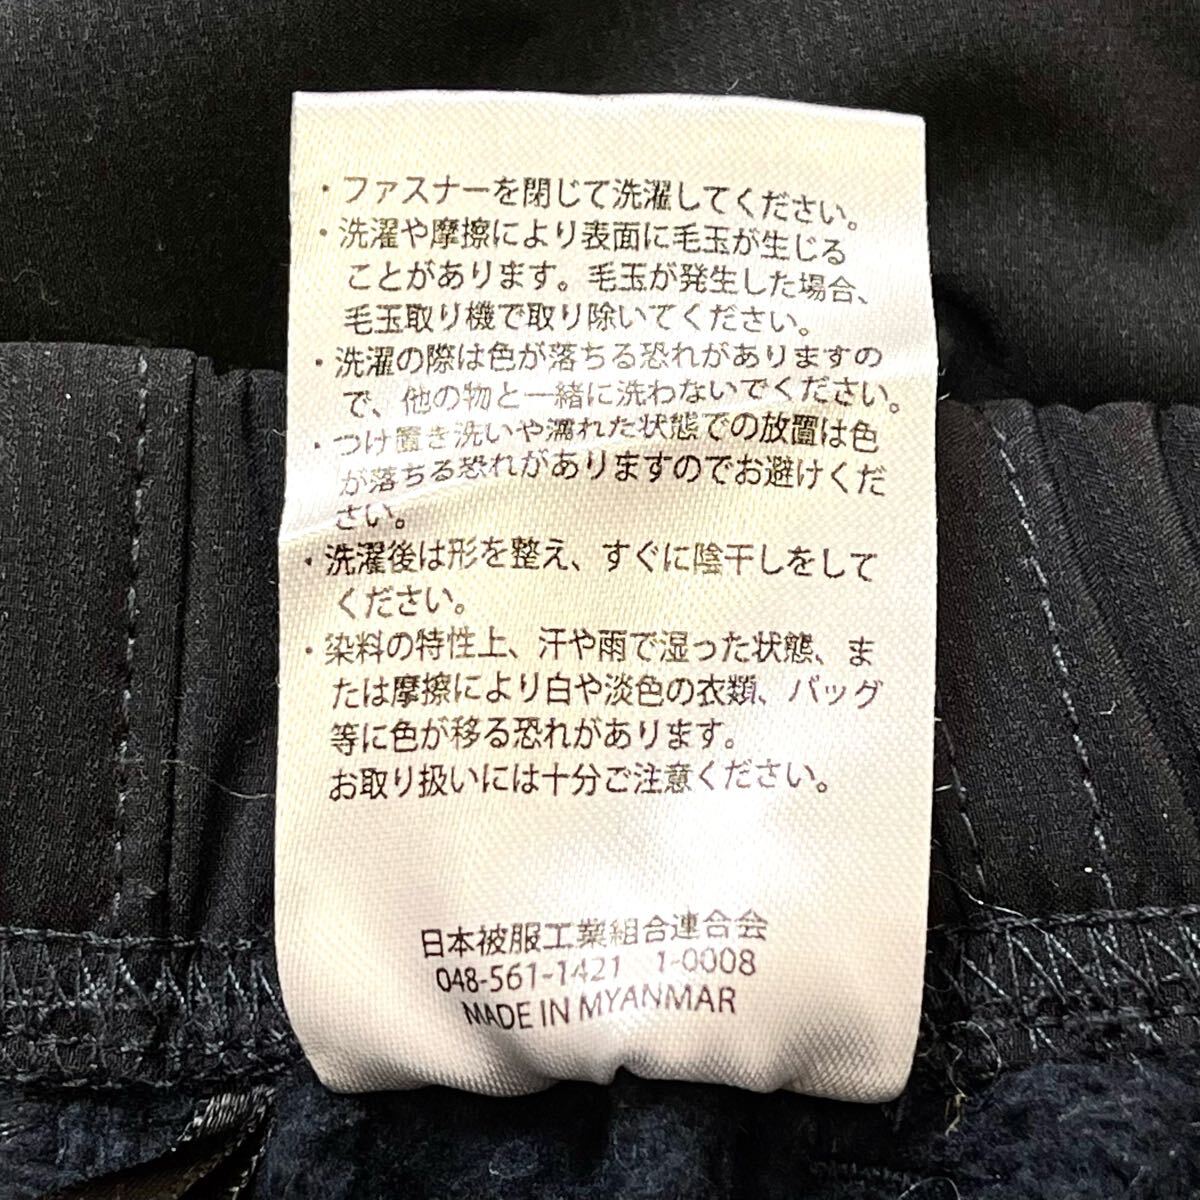 ・ファスナーを閉じて洗濯してください。
・洗濯や摩擦により表面に毛玉が生じる
ことがあります。毛玉が発生した場合、
毛玉取り機で取り除いてください。
・洗濯の際は色が落ちる恐れがありますの
で、他の物と一緒に洗わないでください。
・つけ置き洗いや濡れた状態での放置は色
が落ちる恐れがありますのでお避けくだ
さい。
・洗濯後は形を整え、すぐに陰干しをして
ください。
・染料の特性上、汗や雨で湿った状態、ま
たは摩擦により白や淡色の衣類、バッグ
等に色が移る恐れがあります。
お取り扱いには十分ご注意ください。
日本被服工業組合連合会
048-561-1421 1-0008
MADE IN MYANMAR